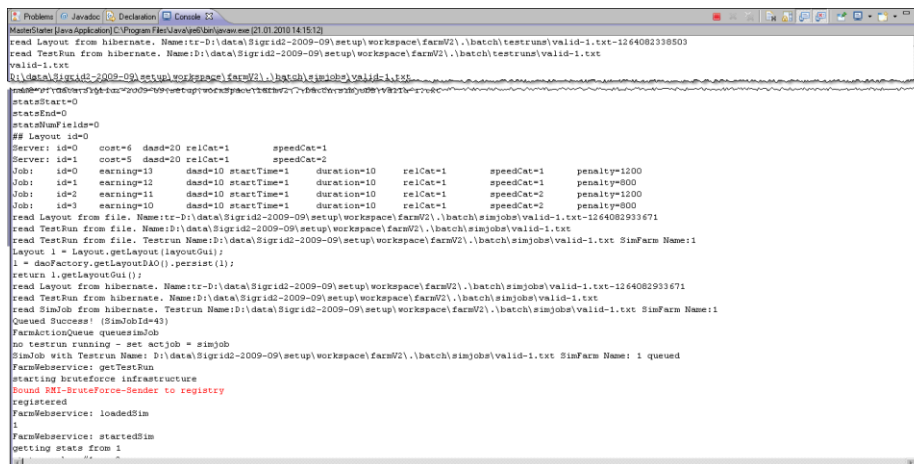 Problems @ Javadoc Declaration Console
MasterStarter [Java Application] C:\Program Files\Java\jre6\bin\javaw.exe (21.01.2010 14:15:12)
read Layout from hibernate. Name:tr-D:\data\Sigrid2-2009-09\setup\workspace\farmV2\.\batch\testruns\valid-1.txt-1264082338503
read TestRun from hibernate. Name:D:\data\Sigrid2-2009-09\setup\workspace\farmV2\.\batch\testruns\valid-1.txt
valid-1.txt
D:\data\Sigrid2-2009-09\setup\workspace\farmV2\.\batch\simjobs\valid-1.txt
statsStart=0
statsEnd=0
statsNumFields=0
## Layout id=0
Server: id=0 cost=6 dasd=20 relCat=1 speedCat=1
Server: id=1 cost=5 dasd=20 relCat=1 speedCat=2
Job: id=0 earning=13 dasd=10 startTime=1 duration=10 relCat=1 speedCat=1 penalty=1200
Job: id=1 earning=12 dasd=10 startTime=1 duration=10 relCat=1 speedCat=1 penalty=800
Job: id=2 earning=11 dasd=10 startTime=1 duration=10 relCat=1 speedCat=2 penalty=1200
Job: id=3 earning=10 dasd=10 startTime=1 duration=10 relCat=1 speedCat=2 penalty=800
read Layout from file. Name:tr-D:\data\Sigrid2-2009-09\setup\workspace\farmV2\.\batch\simjobs\valid-1.txt-1264082933671
read TestRun from file. Name:D:\data\Sigrid2-2009-09\setup\workspace\farmV2\.\batch\simjobs\valid-1.txt
read TestRun from file. Testrun Name:D:\data\Sigrid2-2009-09\setup\workspace\farmV2\.\batch\simjobs\valid-1.txt SimFarm Name:1
Layout l = Layout.getLayout(layoutGui);
l = daoFactory.getLayoutDAO().persist(l);
return l.getLayoutGui();
read Layout from hibernate. Name:tr-D:\data\Sigrid2-2009-09\setup\workspace\farmV2\.\batch\simjobs\valid-1.txt-1264082933671
read TestRun from hibernate. Name:D:\data\Sigrid2-2009-09\setup\workspace\farmV2\.\batch\simjobs\valid-1.txt
read SimJob from hibernate. Testrun Name:D:\data\Sigrid2-2009-09\setup\workspace\farmV2\.\batch\simjobs\valid-1.txt SimFarm Name:1
Queued Success! (SimJobId=43)
FarmActionQueue queuesimJob
no testrun running - set actjob = simjob
SimJob with Testrun Name: D:\data\Sigrid2-2009-09\setup\workspace\farmV2\.\batch\simjobs\valid-1.txt SimFarm Name: 1 queued
FarmWebservice: getTestRun
starting bruteforce infrastructure
Bound RMI-BruteForce-Sender to registry
registered
FarmWebservice: loadedSim
1
FarmWebservice: startedSim
getting stats from 1